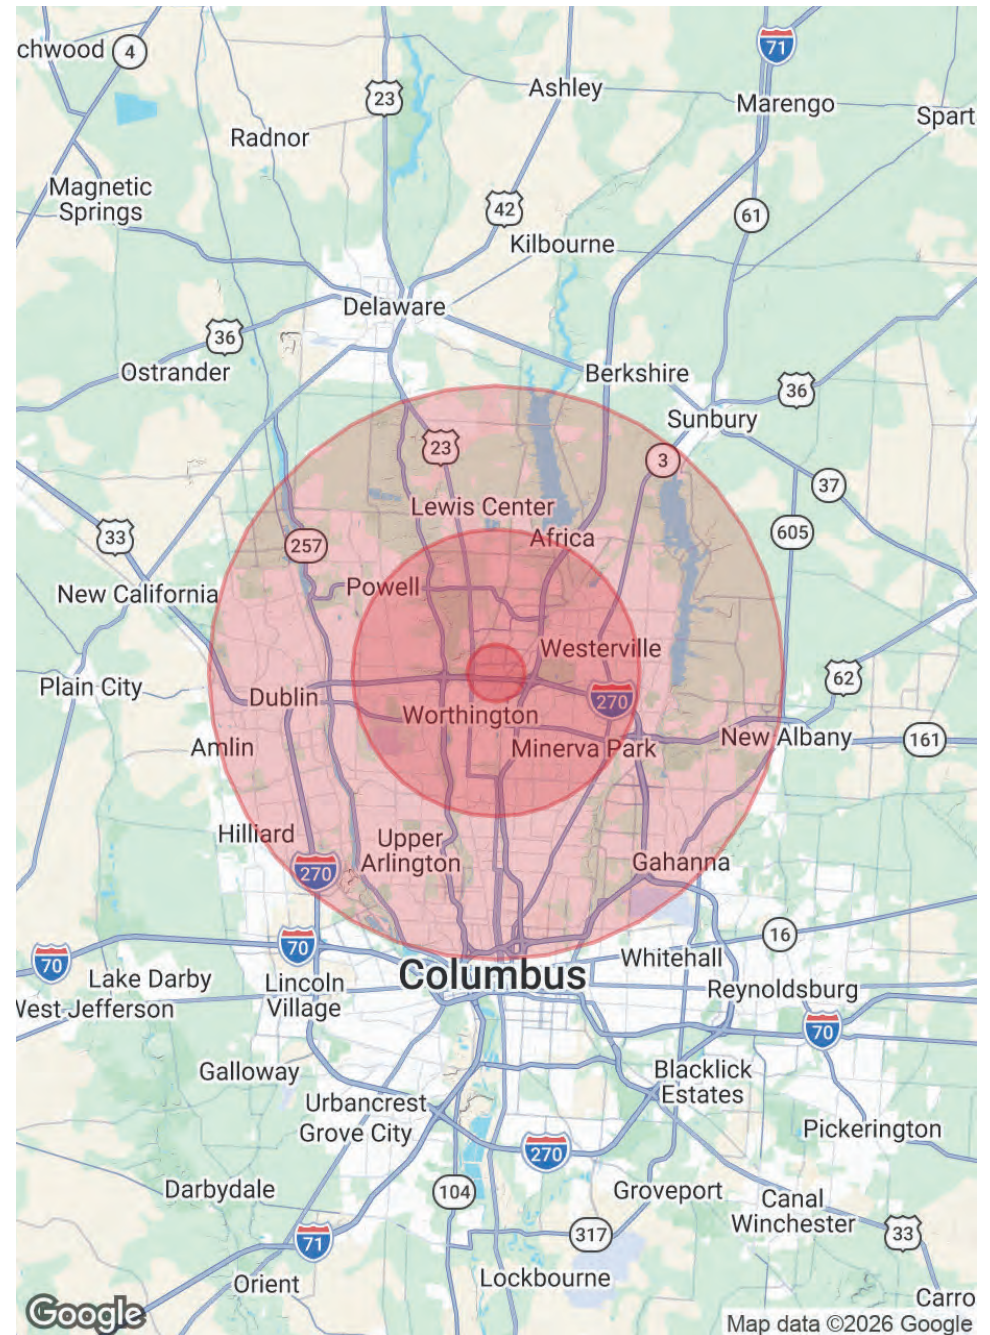 chwood
4
71
23
Ashley
Marengo
Spart
Radnor
Magnetic
Springs
42
61
Kilbourne
Delaware
36
Ostrander
Berkshire
36
Sunbury
23
3
37
Lewis Center
33
257
Africa
605
New California
Powell
Westerville
Plain City
Dublin
270
62
Worthington
Amlin
Minerva Park
New Albany
161
Hilliard
Upper
Arlington
Gahanna
270
70
70
16
Whitehall
Lake Darby
Lincoln
Village
Columbus
Reynoldsburg
West Jefferson
70
Galloway
Blacklick
Estates
Urbancrest
Grove City
Pickerington
270
Darbydale
104
Groveport
Canal
Winchester
71
317
33
Orient
Lockbourne
Carro
Google
Map data ©2026 Google